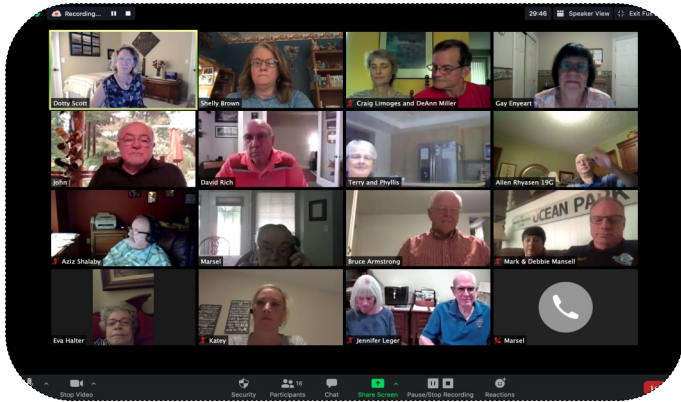 Recording...
29:46
Speaker View
Exit Full
Dotty Scott
Shelly Brown
Craig Limoges and DeAnn Miller
Gay Enyeart
John
David Rich
Terry and Phyllis
Allen Rhyasen 19G
OCEAN PARK
Aziz Shalaby
Marsel
Bruce Armstrong
Mark & Debbie Mansell
Eva Halter
Katey
Jennifer Leger
Marsel
16
Stop Video
Security
Participants
Chat
Share Screen
Pause/Stop Recording
Reactions